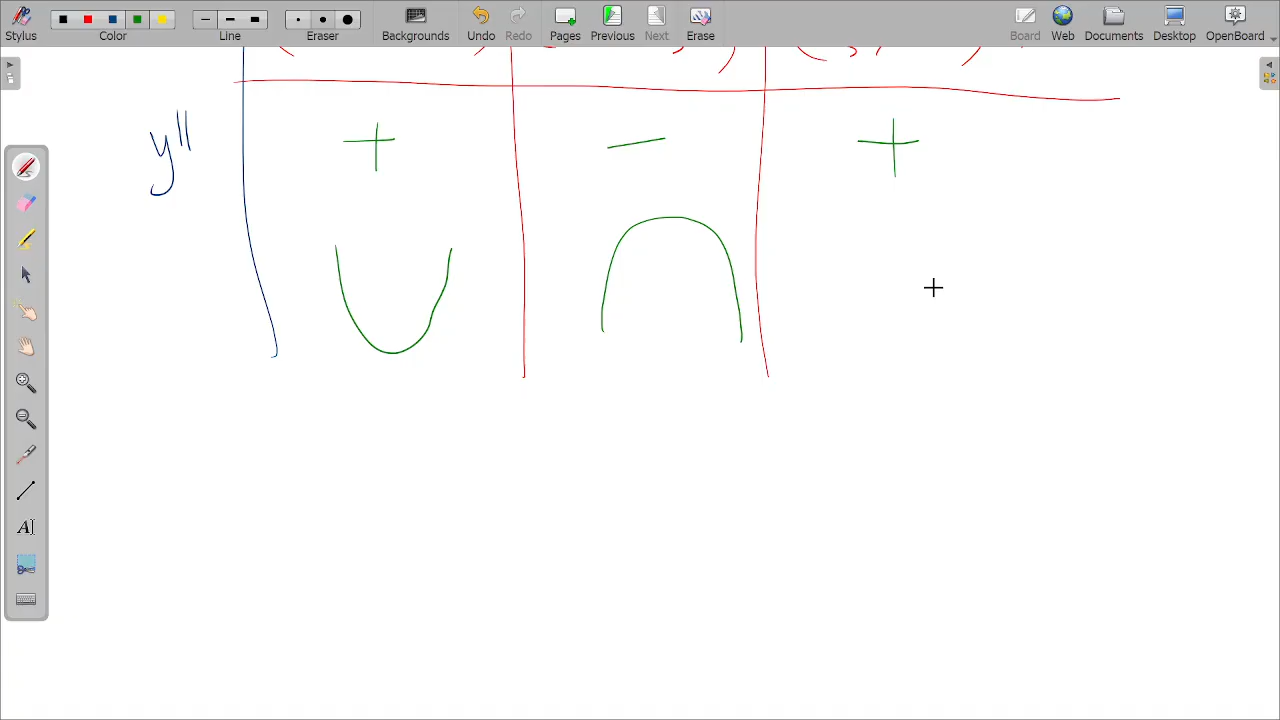 Stylus Color Line Eraser Backgrounds Undo Redo Pages Previous Next Erase Board Web Documents Desktop OpenBoard
y'' + − +